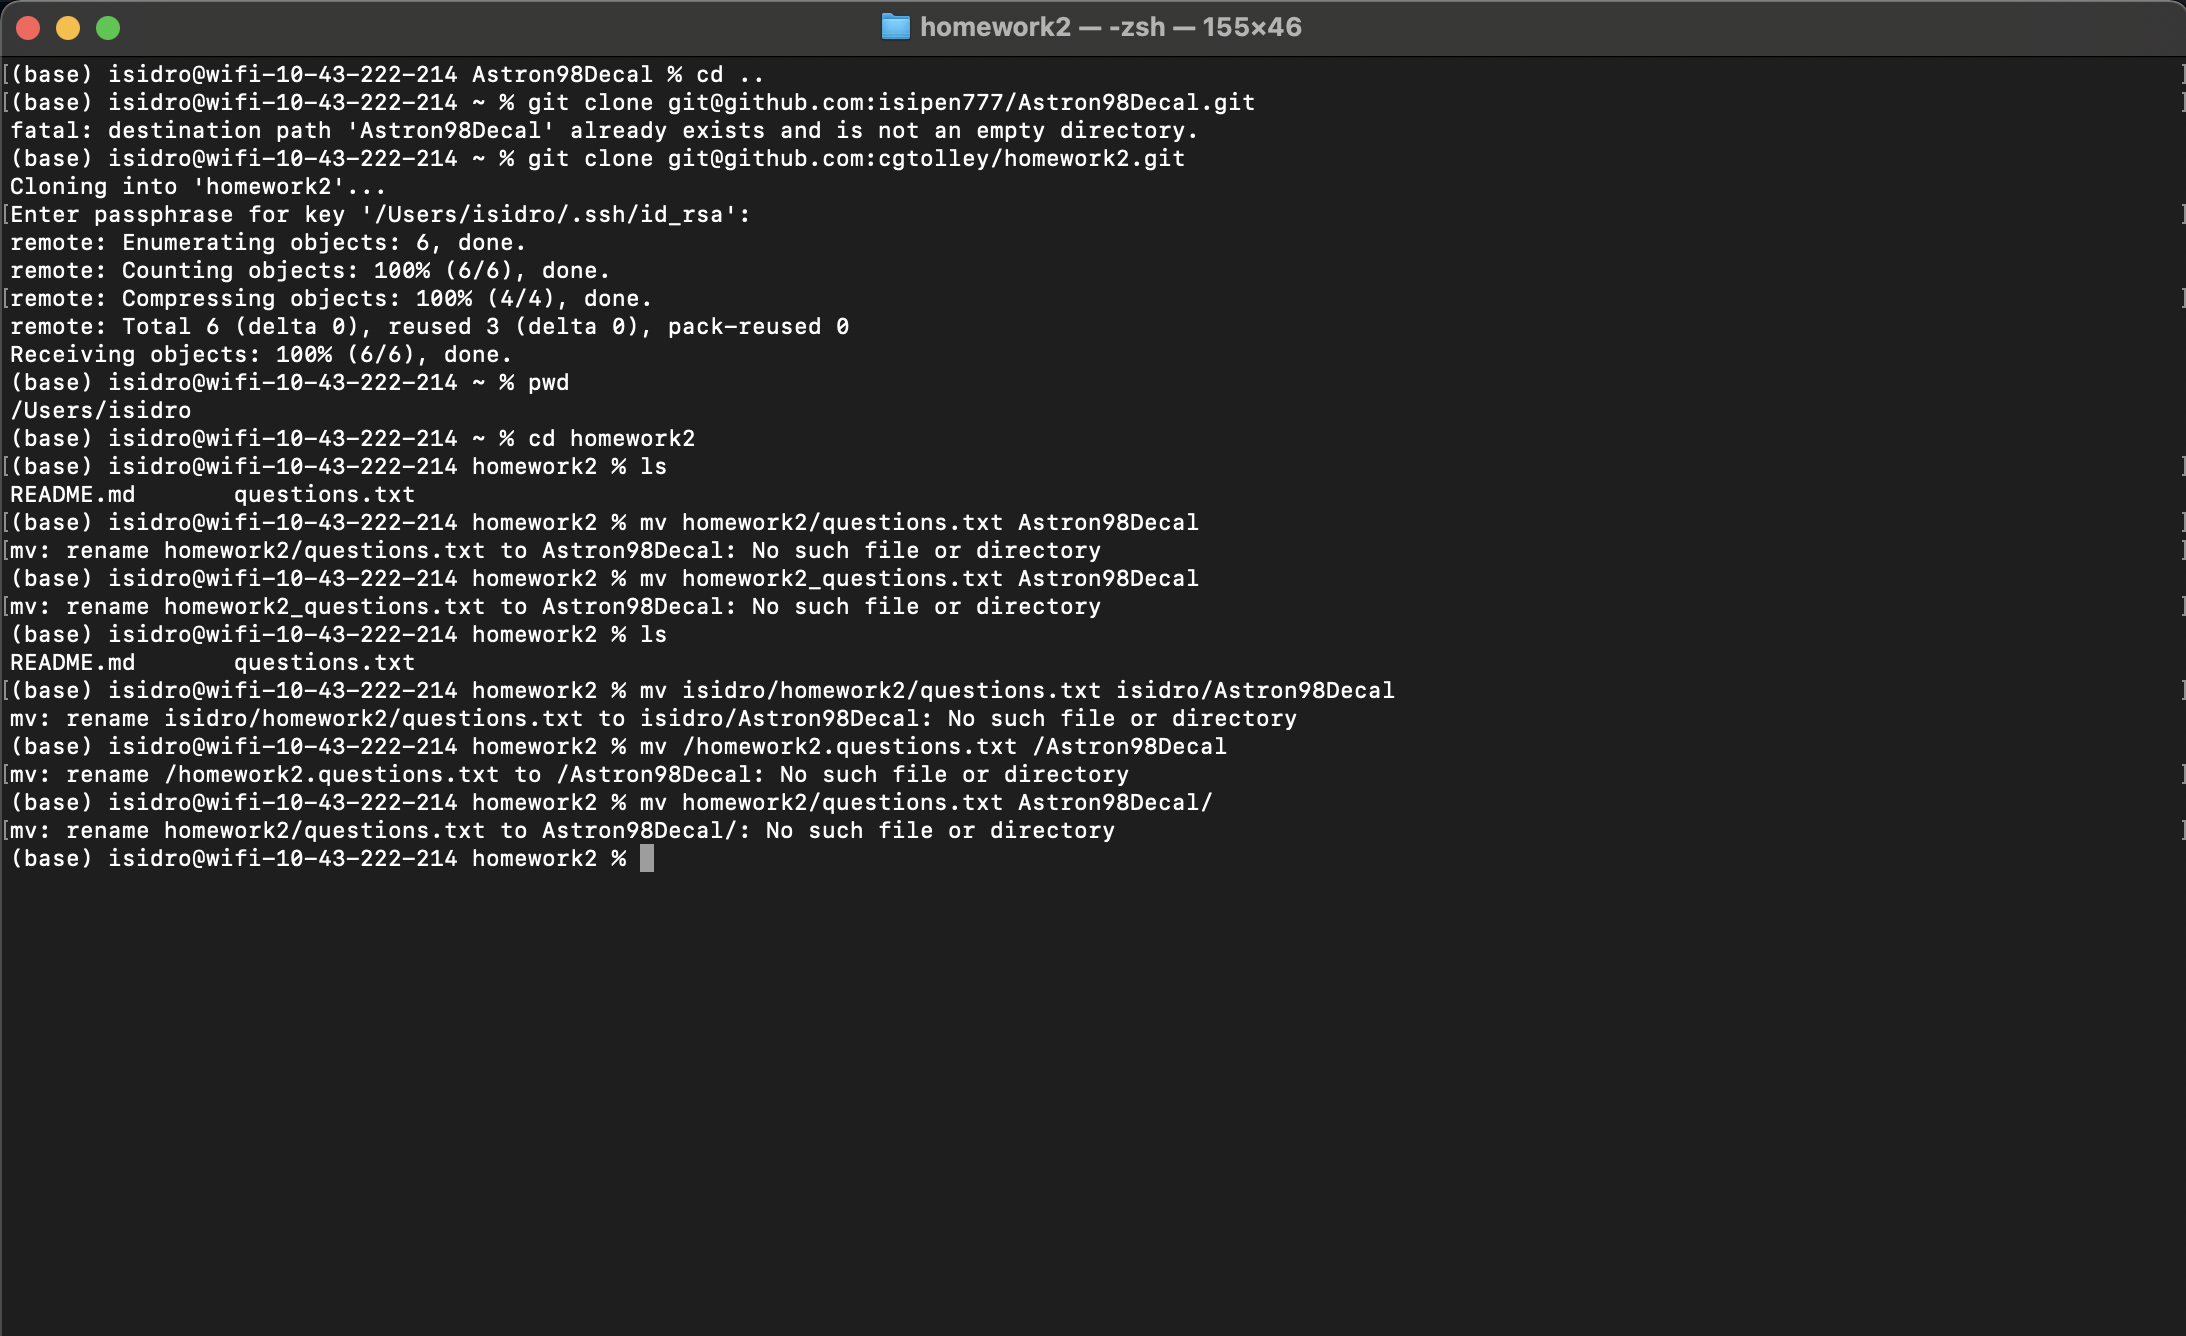 homework2 — -zsh — 155×46
[(base) isidro@wifi-10-43-222-214 Astron98Decal % cd ..                                                                                                    ]
[(base) isidro@wifi-10-43-222-214 ~ % git clone git@github.com:isipen777/Astron98Decal.git                                                                 ]
fatal: destination path 'Astron98Decal' already exists and is not an empty directory.
(base) isidro@wifi-10-43-222-214 ~ % git clone git@github.com:cgtolley/homework2.git
Cloning into 'homework2'...
[Enter passphrase for key '/Users/isidro/.ssh/id_rsa':                                                                                                     ]
remote: Enumerating objects: 6, done.
remote: Counting objects: 100% (6/6), done.
[remote: Compressing objects: 100% (4/4), done.                                                                                                            ]
remote: Total 6 (delta 0), reused 3 (delta 0), pack-reused 0
Receiving objects: 100% (6/6), done.
(base) isidro@wifi-10-43-222-214 ~ % pwd
/Users/isidro
(base) isidro@wifi-10-43-222-214 ~ % cd homework2
[(base) isidro@wifi-10-43-222-214 homework2 % ls                                                                                                           ]
README.md       questions.txt
[(base) isidro@wifi-10-43-222-214 homework2 % mv homework2/questions.txt Astron98Decal                                                                     ]
[mv: rename homework2/questions.txt to Astron98Decal: No such file or directory                                                                            ]
(base) isidro@wifi-10-43-222-214 homework2 % mv homework2_questions.txt Astron98Decal
[mv: rename homework2_questions.txt to Astron98Decal: No such file or directory                                                                            ]
(base) isidro@wifi-10-43-222-214 homework2 % ls
README.md       questions.txt
[(base) isidro@wifi-10-43-222-214 homework2 % mv isidro/homework2/questions.txt isidro/Astron98Decal                                                       ]
mv: rename isidro/homework2/questions.txt to isidro/Astron98Decal: No such file or directory
(base) isidro@wifi-10-43-222-214 homework2 % mv /homework2.questions.txt /Astron98Decal
[mv: rename /homework2.questions.txt to /Astron98Decal: No such file or directory                                                                          ]
(base) isidro@wifi-10-43-222-214 homework2 % mv homework2/questions.txt Astron98Decal/
[mv: rename homework2/questions.txt to Astron98Decal/: No such file or directory                                                                           ]
(base) isidro@wifi-10-43-222-214 homework2 %